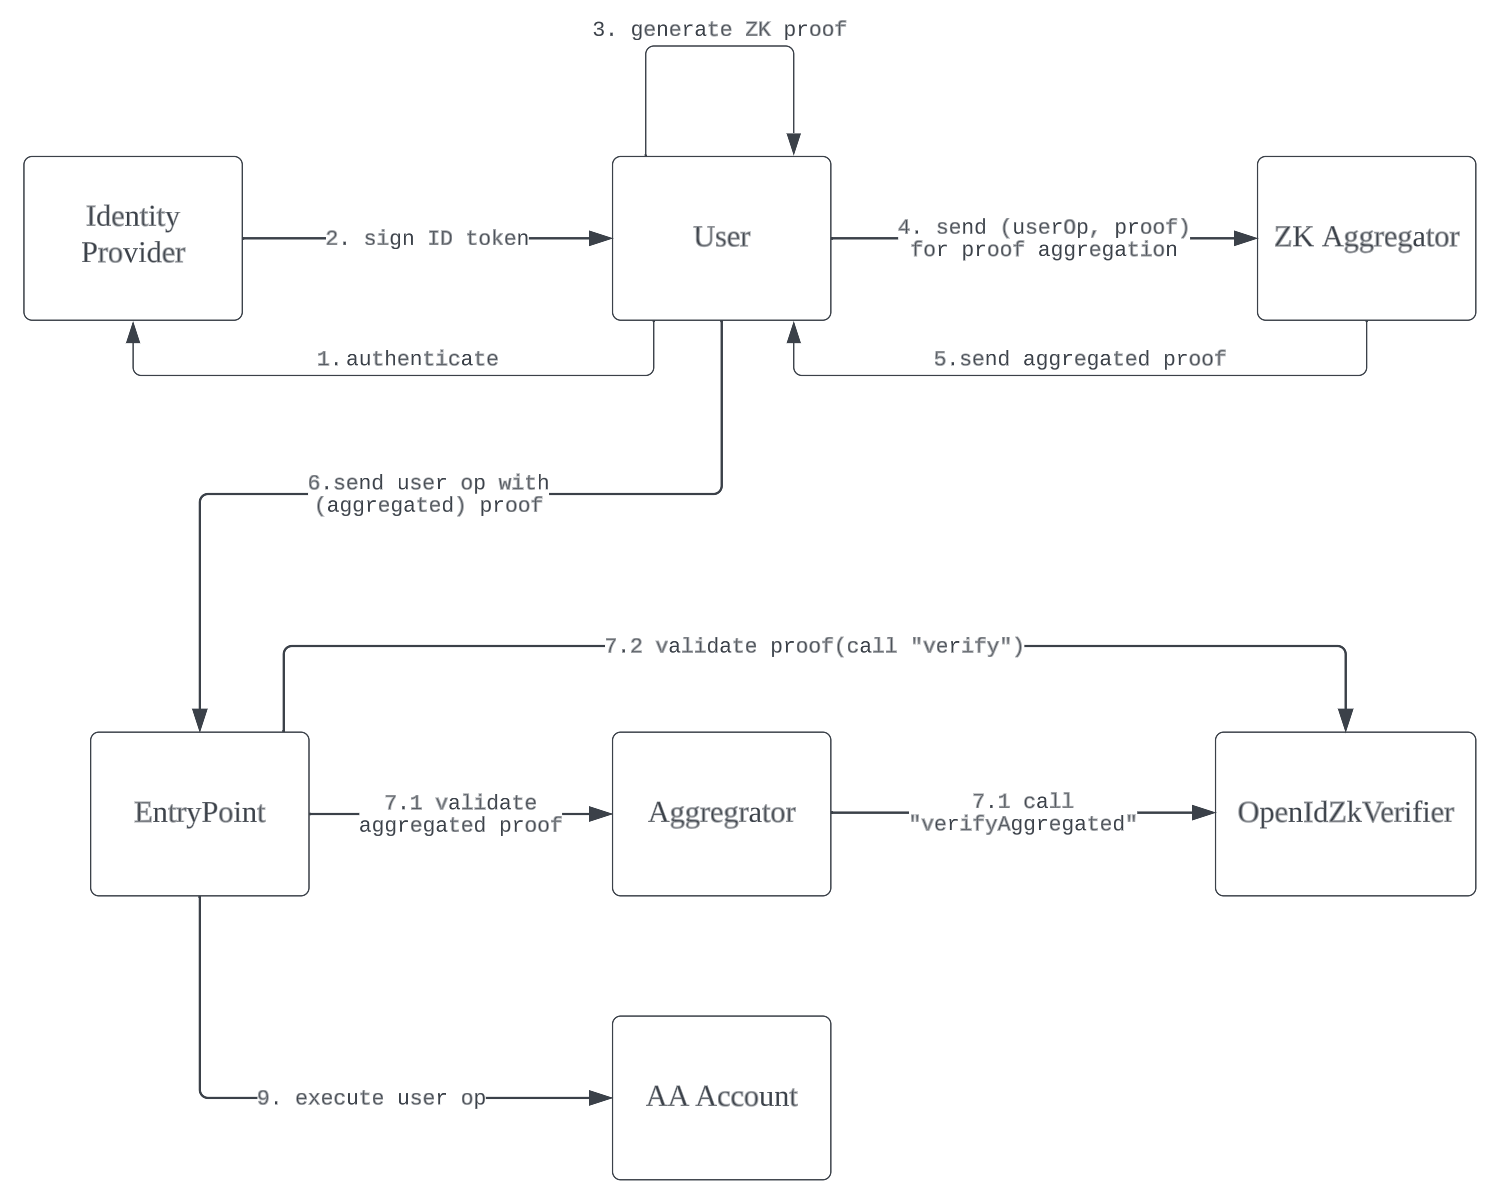 3. generate ZK proof
Identity
Provider
2. sign ID token
User
4. send (userOp, proof)
for proof aggregation
ZK Aggregator
1.authenticate
5.send aggregated proof
6.send user op with
(aggregated) proof
7.2 validate proof(call "verify")
EntryPoint
7.1 validate
aggregated proof
Aggregrator
7.1 call
"verifyAggregated"
OpenIdZkVerifier
9. execute user op
AA Account